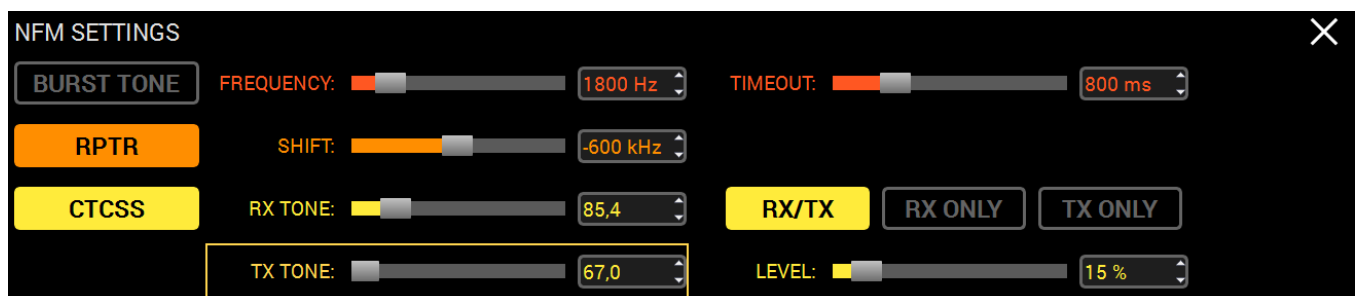 NFM SETTINGS
BURST TONE FREQUENCY: 1800 Hz TIMEOUT: 800 ms
RPTR SHIFT: -600 kHz
CTCSS RX TONE: 85,4 RX/TX RX ONLY TX ONLY
TX TONE: 67,0 LEVEL: 15 %